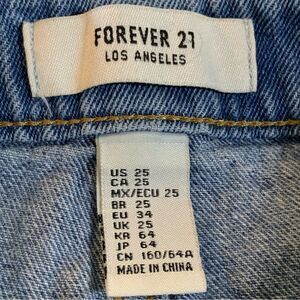 FOREVER 21
LOS ANGELES
US 25
CA 25
MX/ECU 25
BR 25
EU 34
UK 25
KR 64
JP 64
CN 160/64A
MADE IN CHINA